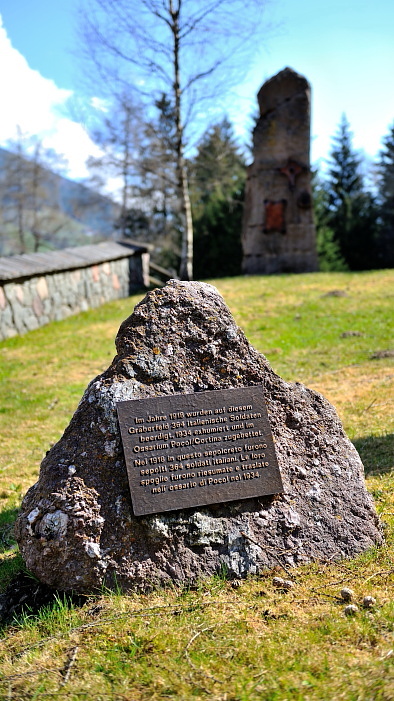 Im Jahre 1918 wurden auf diesem
Gräberfeld 364 italienische Soldaten
beerdigt, 1934 exhumiert und im
Ossarium Pocol/Cortina zugebettet.
Nel 1918 in questo sepolcreto furono
sepolti 364 soldati italiani. Le loro
spoglie furono riesumate e traslate
nell' ossario di Pocol nel 1934.